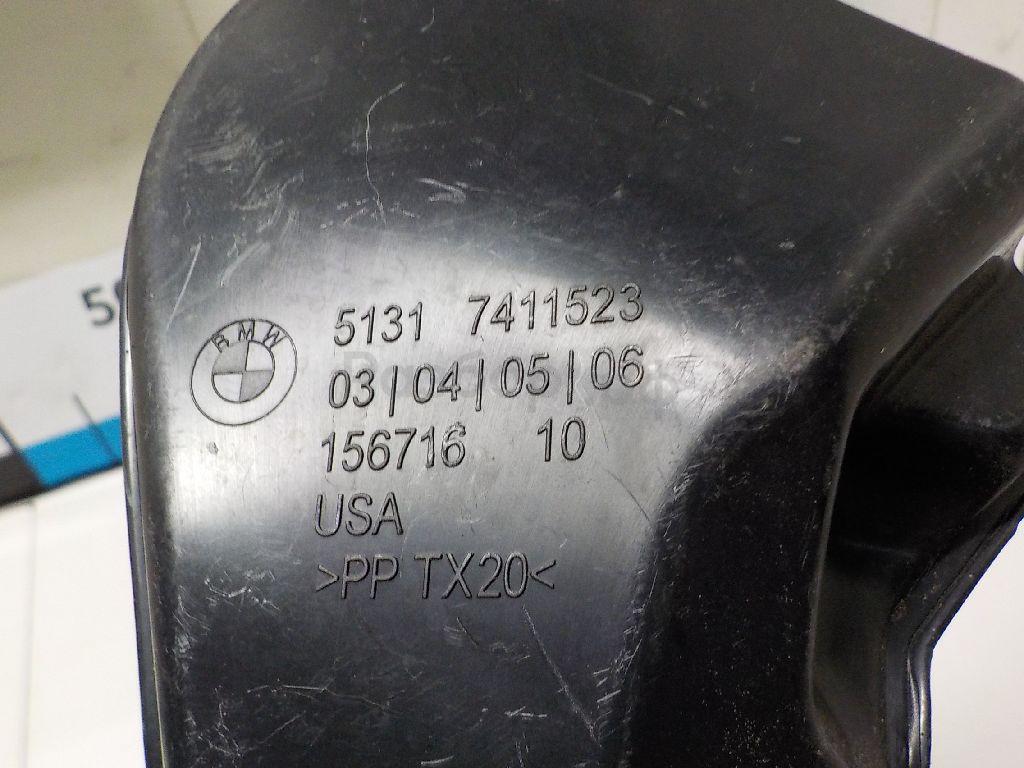 BMW
5131 7411523
03|04|05|06
156716 10
USA
>PP TX20<